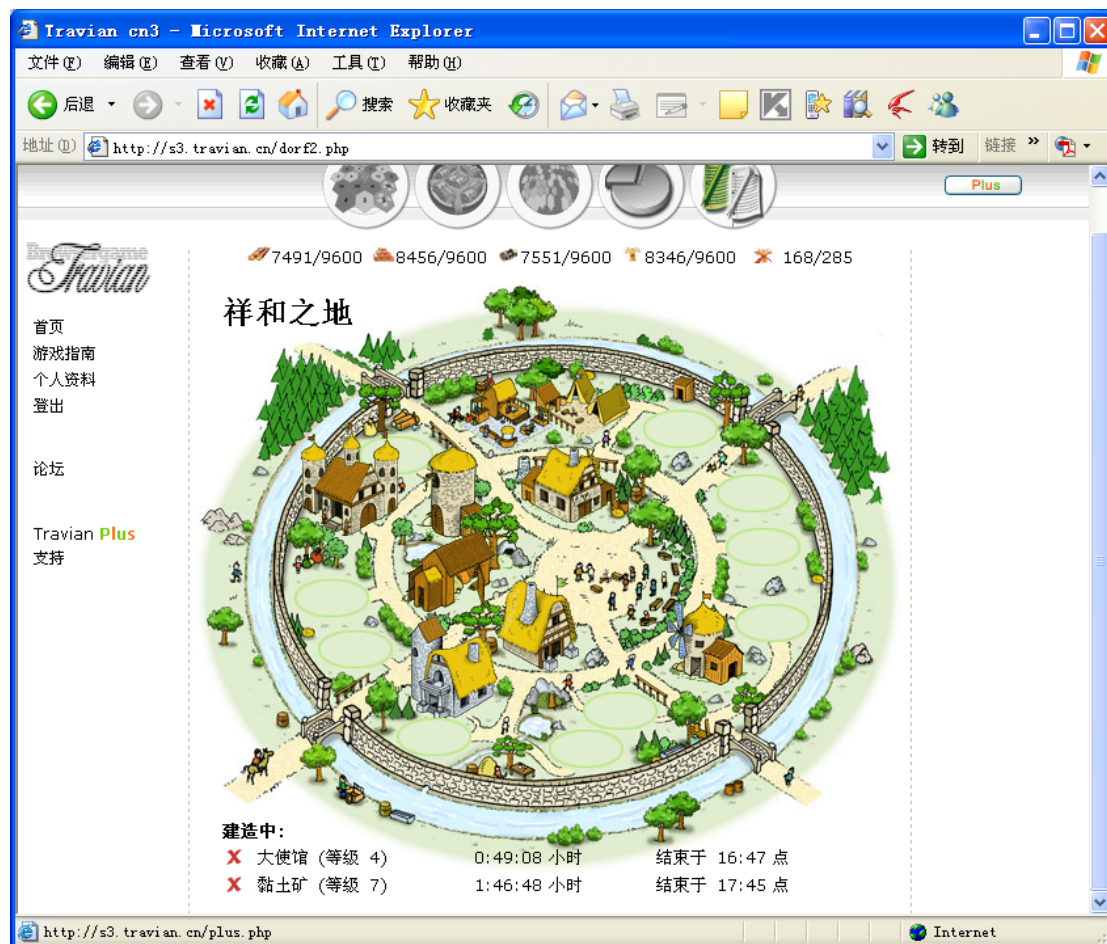 Travian cn3 - Microsoft Internet Explorer
文件(F) 编辑(E) 查看(V) 收藏(A) 工具(T) 帮助(H)
后退 搜索 收藏夹
地址(D) http://s3.travian.cn/dorf2.php 转到 链接 »
Plus
Browsergame
Travian
7491/9600 8456/9600 7551/9600 8346/9600 168/285
祥和之地
首页
游戏指南
个人资料
登出
论坛
Travian Plus
支持
建造中:
大使馆 (等级 4) 0:49:08 小时 结束于 16:47 点
黏土矿 (等级 7) 1:46:48 小时 结束于 17:45 点
http://s3.travian.cn/plus.php Internet